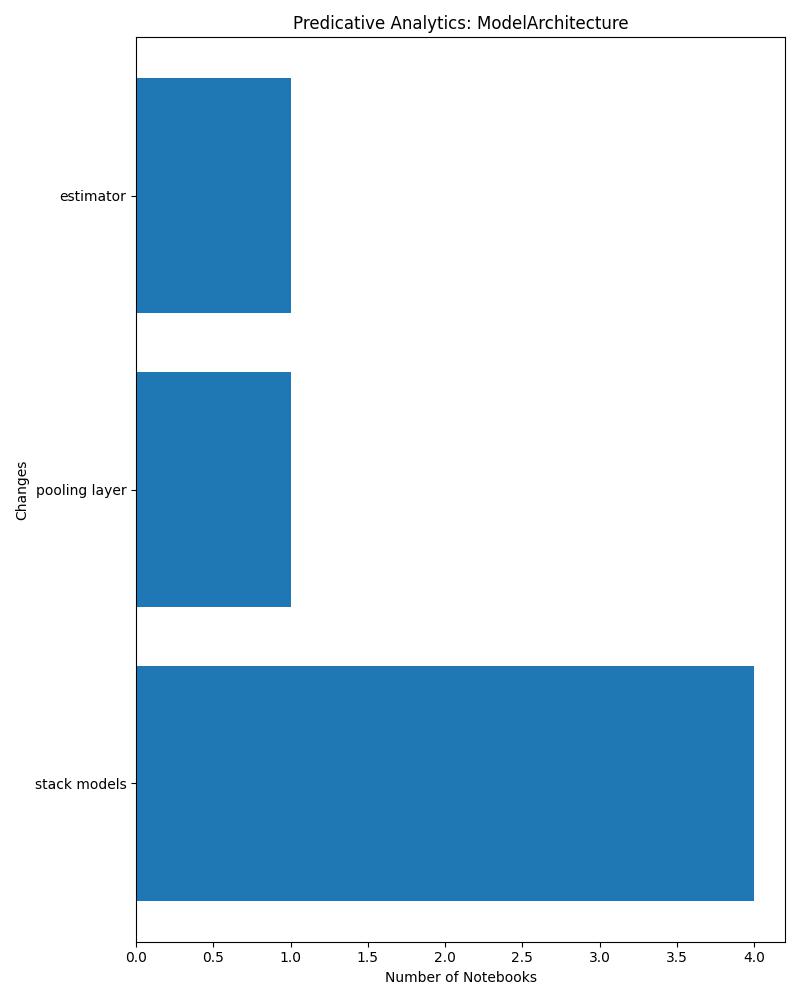 Predicative Analytics: ModelArchitecture
estimator
pooling layer
stack models
Changes
0.0 0.5 1.0 1.5 2.0 2.5 3.0 3.5 4.0
Number of Notebooks